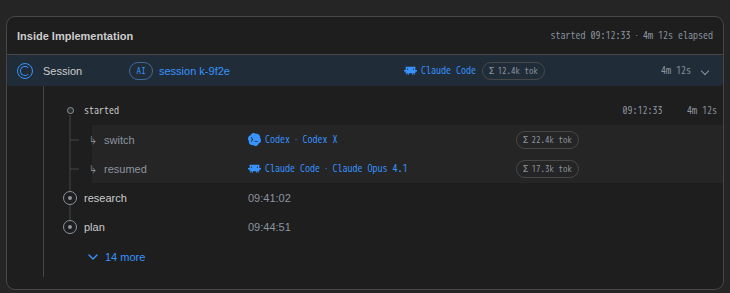 Inside Implementation started 09:12:33 · 4m 12s elapsed
Session AI session k-9f2e Claude Code Σ 12.4k tok 4m 12s
started 09:12:33 4m 12s
↳ switch Codex · Codex X Σ 22.4k tok
↳ resumed Claude Code · Claude Opus 4.1 Σ 17.3k tok
research 09:41:02
plan 09:44:51
14 more